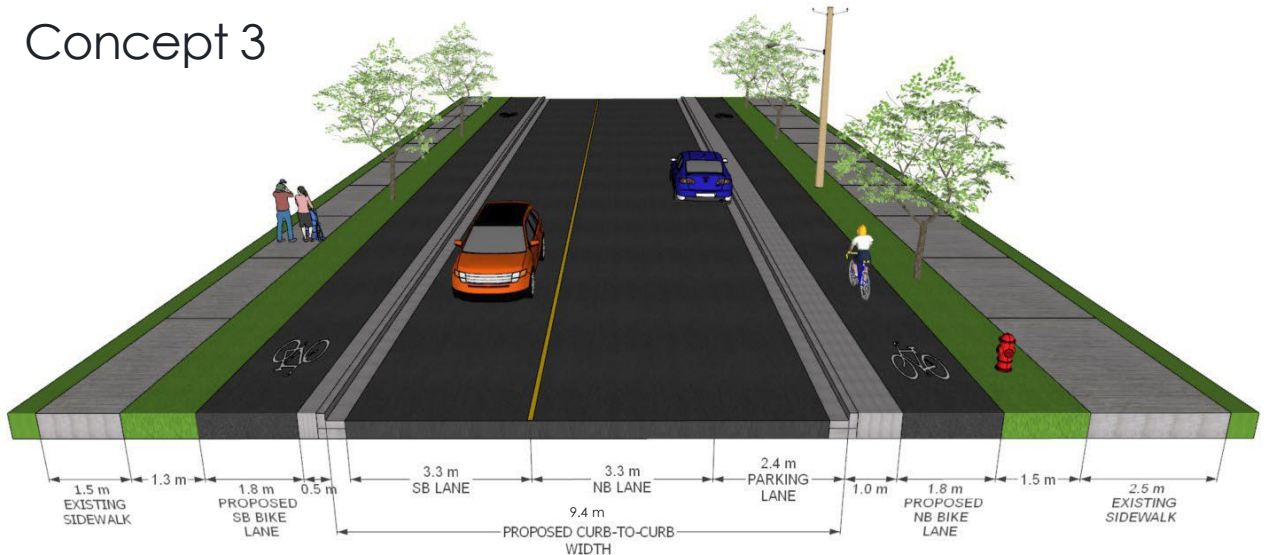 Concept 3
1.5 m
EXISTING
SIDEWALK
1.3 m
1.8 m
PROPOSED
SB BIKE
LANE
0.5 m
3.3 m
SB LANE
3.3 m
NB LANE
2.4 m
PARKING
LANE
1.0 m
1.8 m
PROPOSED
NB BIKE
LANE
1.5 m
2.5 m
EXISTING
SIDEWALK
9.4 m
PROPOSED CURB-TO-CURB
WIDTH